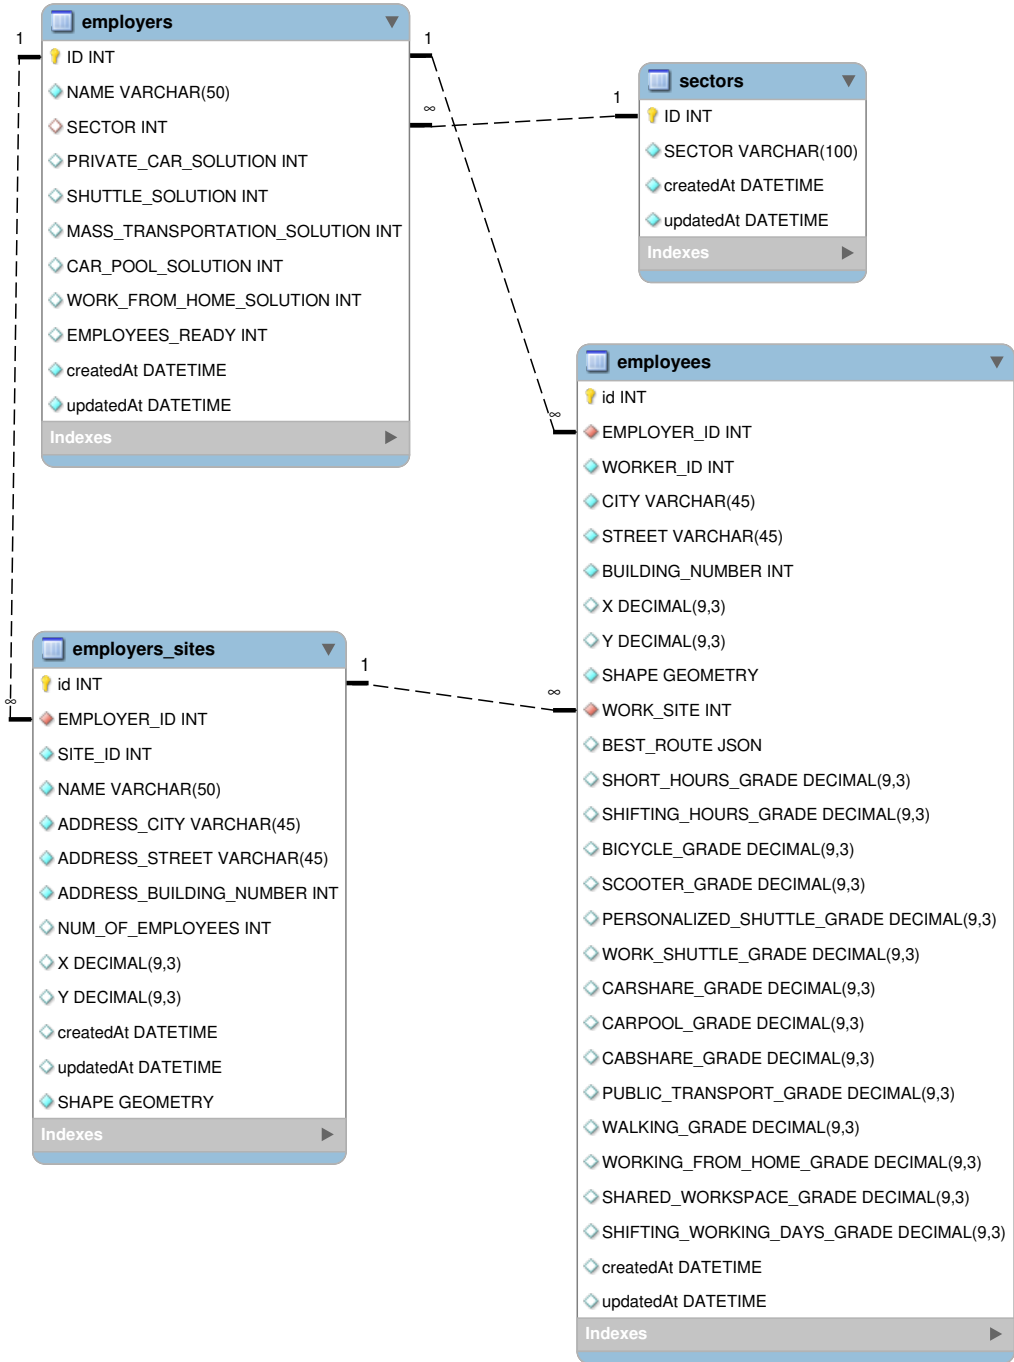 employers
1
ID INT
NAME VARCHAR(50)
SECTOR INT
PRIVATE_CAR_SOLUTION INT
SHUTTLE_SOLUTION INT
MASS_TRANSPORTATION_SOLUTION INT
CAR_POOL_SOLUTION INT
WORK_FROM_HOME_SOLUTION INT
EMPLOYEES_READY INT
createdAt DATETIME
updatedAt DATETIME
Indexes
1
∞
1
sectors
ID INT
SECTOR VARCHAR(100)
createdAt DATETIME
updatedAt DATETIME
Indexes
employees
id INT
∞
EMPLOYER_ID INT
WORKER_ID INT
CITY VARCHAR(45)
STREET VARCHAR(45)
BUILDING_NUMBER INT
X DECIMAL(9,3)
Y DECIMAL(9,3)
SHAPE GEOMETRY
∞
WORK_SITE INT
BEST_ROUTE JSON
SHORT_HOURS_GRADE DECIMAL(9,3)
SHIFTING_HOURS_GRADE DECIMAL(9,3)
BICYCLE_GRADE DECIMAL(9,3)
SCOOTER_GRADE DECIMAL(9,3)
PERSONALIZED_SHUTTLE_GRADE DECIMAL(9,3)
WORK_SHUTTLE_GRADE DECIMAL(9,3)
CARSHARE_GRADE DECIMAL(9,3)
CARPOOL_GRADE DECIMAL(9,3)
CABSHARE_GRADE DECIMAL(9,3)
PUBLIC_TRANSPORT_GRADE DECIMAL(9,3)
WALKING_GRADE DECIMAL(9,3)
WORKING_FROM_HOME_GRADE DECIMAL(9,3)
SHARED_WORKSPACE_GRADE DECIMAL(9,3)
SHIFTING_WORKING_DAYS_GRADE DECIMAL(9,3)
createdAt DATETIME
updatedAt DATETIME
Indexes
employers_sites
1
id INT
∞
EMPLOYER_ID INT
SITE_ID INT
NAME VARCHAR(50)
ADDRESS_CITY VARCHAR(45)
ADDRESS_STREET VARCHAR(45)
ADDRESS_BUILDING_NUMBER INT
NUM_OF_EMPLOYEES INT
X DECIMAL(9,3)
Y DECIMAL(9,3)
createdAt DATETIME
updatedAt DATETIME
SHAPE GEOMETRY
Indexes